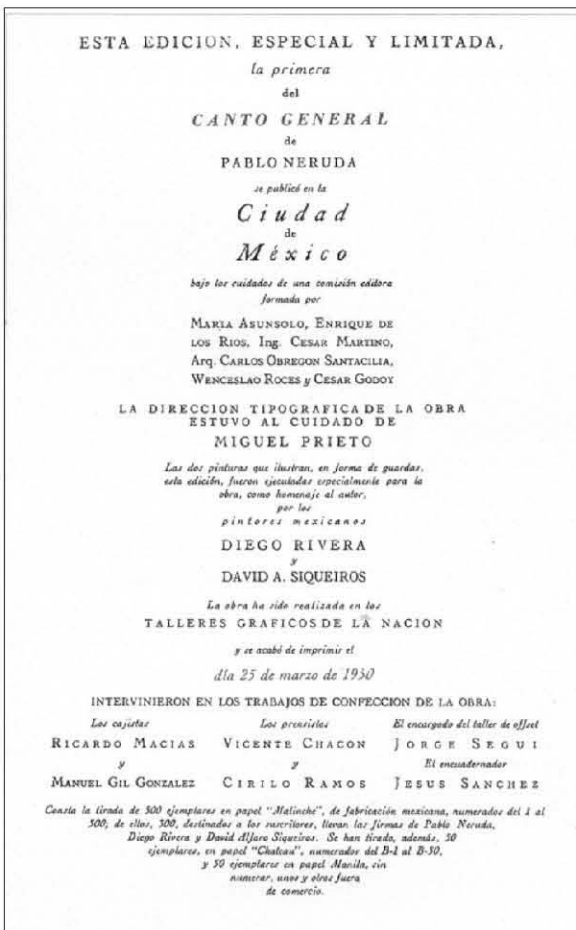 ESTA EDICION, ESPECIAL Y LIMITADA,
la primera
del
CANTO GENERAL
de
PABLO NERUDA
se publicó en la
Ciudad
de
México
bajo los cuidados de una comisión editora
formada por
MARIA ASUNSOLO, ENRIQUE DE
LOS RIOS, Ing. CESAR MARTINO,
Arq. CARLOS OBREGON SANTACILIA,
WENCESLAO ROCES y CESAR GODOY
LA DIRECCION TIPOGRAFICA DE LA OBRA
ESTUVO AL CUIDADO DE
MIGUEL PRIETO
Las dos pinturas que ilustran, en forma de guardas,
esta edición, fueron ejecutadas especialmente para la
obra, como homenaje al autor,
por los
pintores mexicanos
DIEGO RIVERA
y
DAVID A. SIQUEIROS
La obra ha sido realizada en los
TALLERES GRAFICOS DE LA NACION
y se acabó de imprimir el
día 25 de marzo de 1950
INTERVINIERON EN LOS TRABAJOS DE CONFECCION DE LA OBRA:
Los cajistas Los prensistas El encargado del taller de offset
RICARDO MACIAS VICENTE CHACON JORGE SEGUI
y y El encuadernador
MANUEL GIL GONZALEZ CIRILO RAMOS JESUS SANCHEZ
Consta la tirada de 500 ejemplares en papel "Malinche", de fabricación mexicana, numerados del 1 al
500; de ellos, 300, destinados a los suscritores, llevan las firmas de Pablo Neruda,
Diego Rivera y David Alfaro Siqueiros. Se han tirado, además, 50
ejemplares, en papel "Chateau", numerados del B-1 al B-50,
y 50 ejemplares en papel Manila, sin
numerar, unos y otros fuera
de comercio.